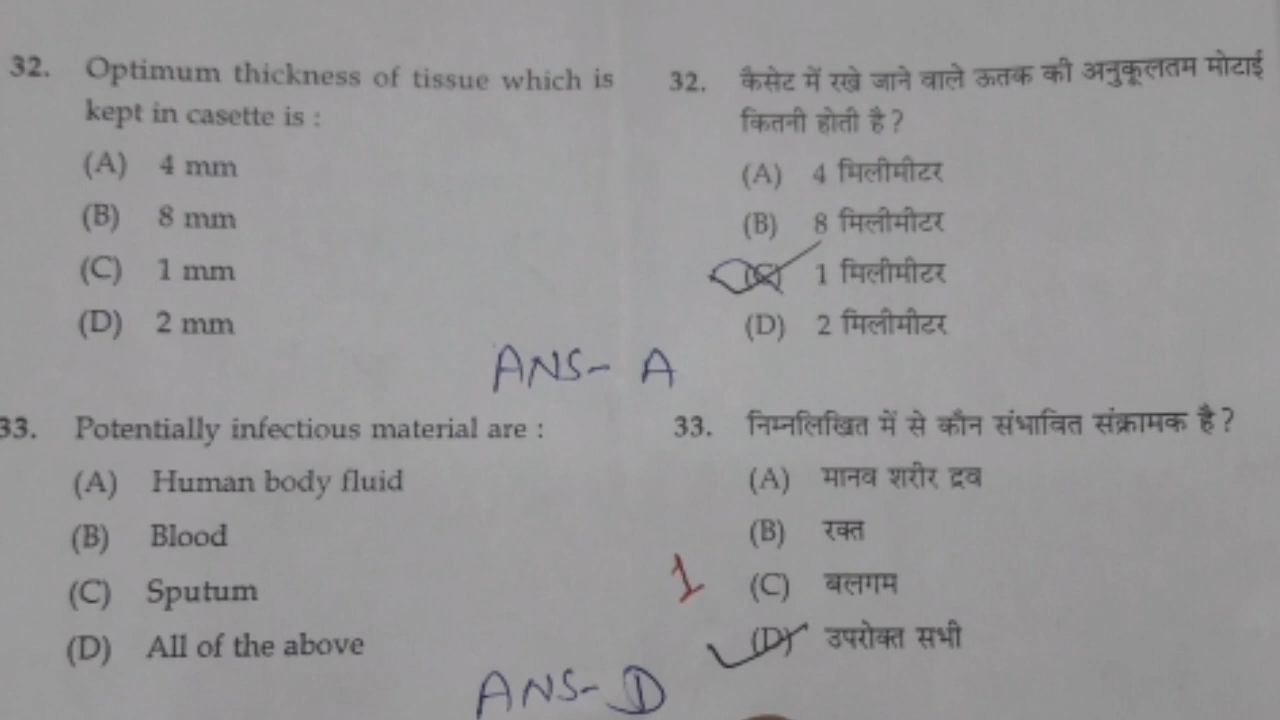 32. Optimum thickness of tissue which is
kept in casette is :
(A) 4 mm
(B) 8 mm
(C) 1 mm
(D) 2 mm
32. कैसेट में रखे जाने वाले ऊतक की अनुकूलतम मोटाई
कितनी होती है ?
(A) 4 मिलीमीटर
(B) 8 मिलीमीटर
(C) 1 मिलीमीटर
(D) 2 मिलीमीटर
ANS- A
33. Potentially infectious material are :
(A) Human body fluid
(B) Blood
(C) Sputum
(D) All of the above
33. निम्नलिखित में से कौन संभावित संक्रामक है ?
(A) मानव शरीर द्रव
(B) रक्त
1 (C) बलगम
(D) उपरोक्त सभी
ANS- D